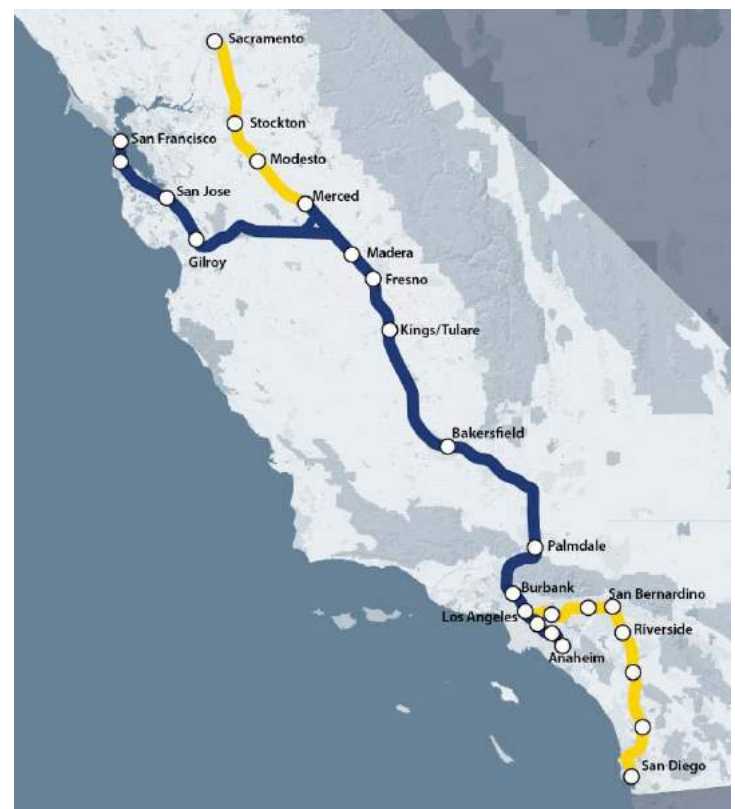 Sacramento
Stockton
San Francisco
Modesto
San Jose
Merced
Gilroy
Madera
Fresno
Kings/Tulare
Bakersfield
Palmdale
Burbank
San Bernardino
Los Angeles
Riverside
Anaheim
San Diego